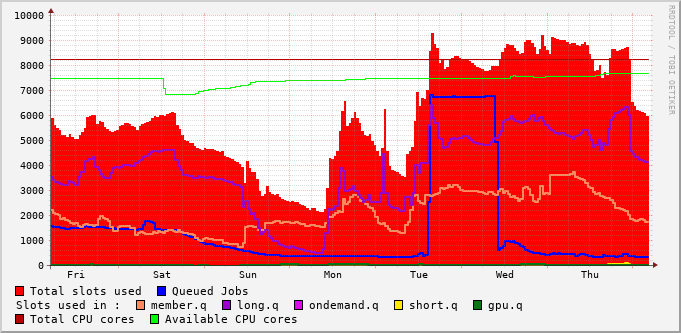 10000
9000
8000
7000
6000
5000
4000
3000
2000
1000
0
Fri Sat Sun Mon Tue Wed Thu
RRDTOOL / TOBI OETIKER
Total slots used Queued Jobs
Slots used in : member.q long.q ondemand.q short.q gpu.q
Total CPU cores Available CPU cores